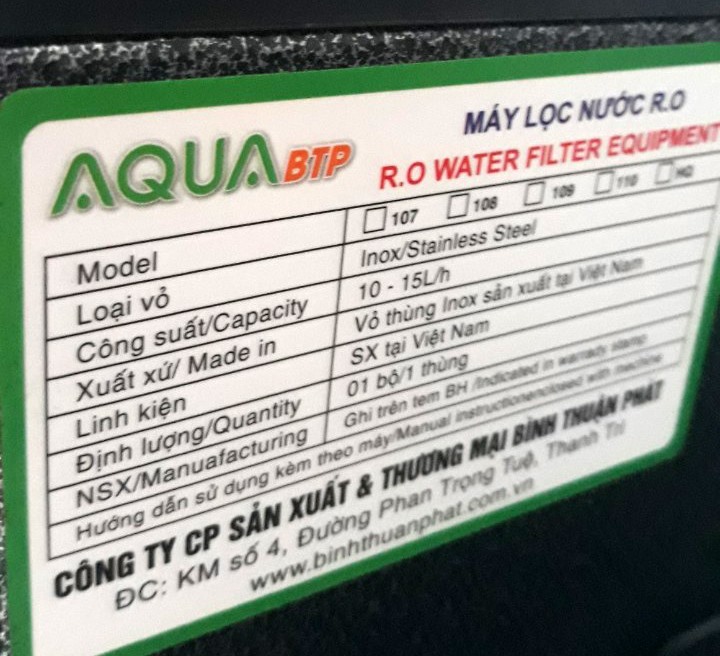 AQUA BTP
MÁY LỌC NƯỚC R.O
R.O WATER FILTER EQUIPMENT
Model 107 108 109 110 HQ
Loại vỏ Inox/Stainless Steel
Công suất/Capacity 10 - 15L/h
Xuất xứ/ Made in Vỏ thùng Inox sản xuất tại Việt Nam
Linh kiện SX tại Việt Nam
Định lượng/Quantity 01 bộ/1 thùng
NSX/Manuafacturing Ghi trên tem BH /Indicated in warrady stamp
Hướng dẫn sử dụng kèm theo máy/Manual instructionenclosed with machine
CÔNG TY CP SẢN XUẤT & THƯƠNG MẠI BÌNH THUẬN PHÁT
ĐC: KM số 4, Đường Phan Trọng Tuệ, Thanh Trì
www.binhthuanphat.com.vn